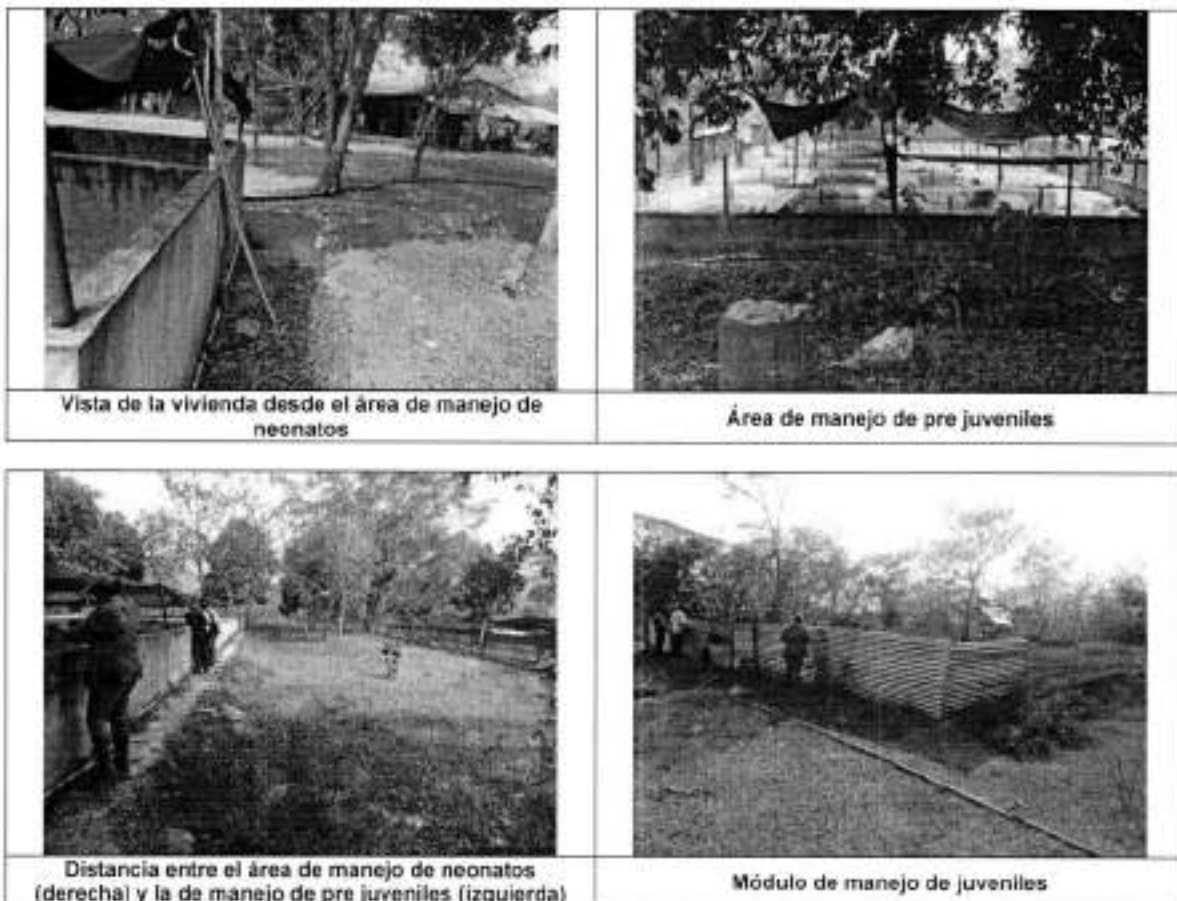 Vista de la vivienda desde el área de manejo de
neonatos
Área de manejo de pre juveniles
Distancia entre el área de manejo de neonatos
(derecha) y la de manejo de pre juveniles (izquierda)
Módulo de manejo de juveniles